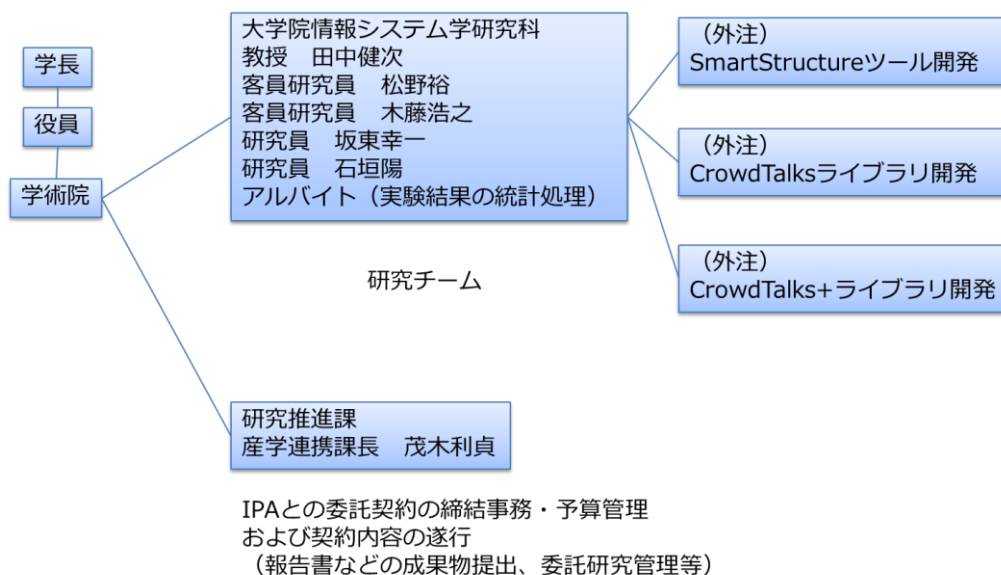 学長
役員
学術院
大学院情報システム学研究科
教授　田中健次
客員研究員　松野裕
客員研究員　木藤浩之
研究員　坂東幸一
研究員　石垣陽
アルバイト（実験結果の統計処理）
研究チーム
（外注）
SmartStructureツール開発
（外注）
CrowdTalksライブラリ開発
（外注）
CrowdTalks+ライブラリ開発
研究推進課
産学連携課長　茂木利貞
IPAとの委託契約の締結事務・予算管理
および契約内容の遂行
（報告書などの成果物提出、委託研究管理等）